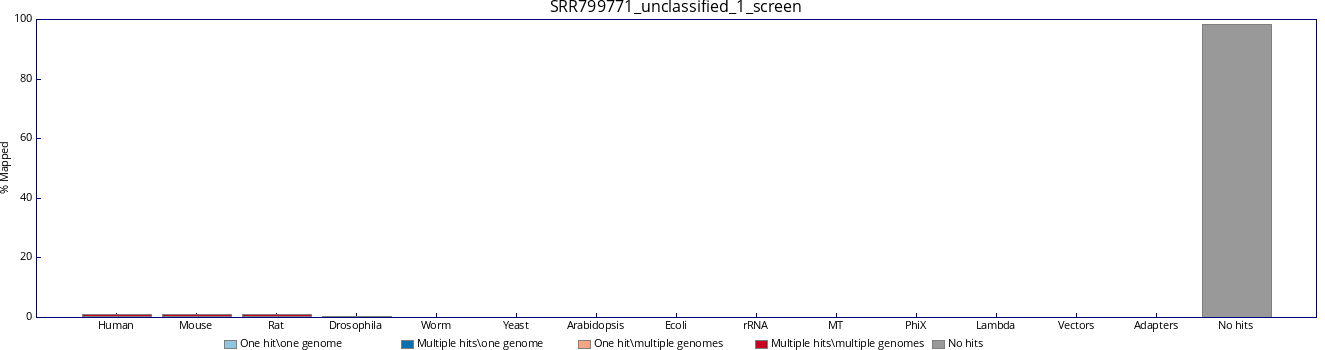 SRR799771_unclassified_1_screen
100
80
60
40
20
0
% Mapped
Human Mouse Rat Drosophila Worm Yeast Arabidopsis Ecoli rRNA MT PhiX Lambda Vectors Adapters No hits
One hit\one genome Multiple hits\one genome One hit\multiple genomes Multiple hits\multiple genomes No hits